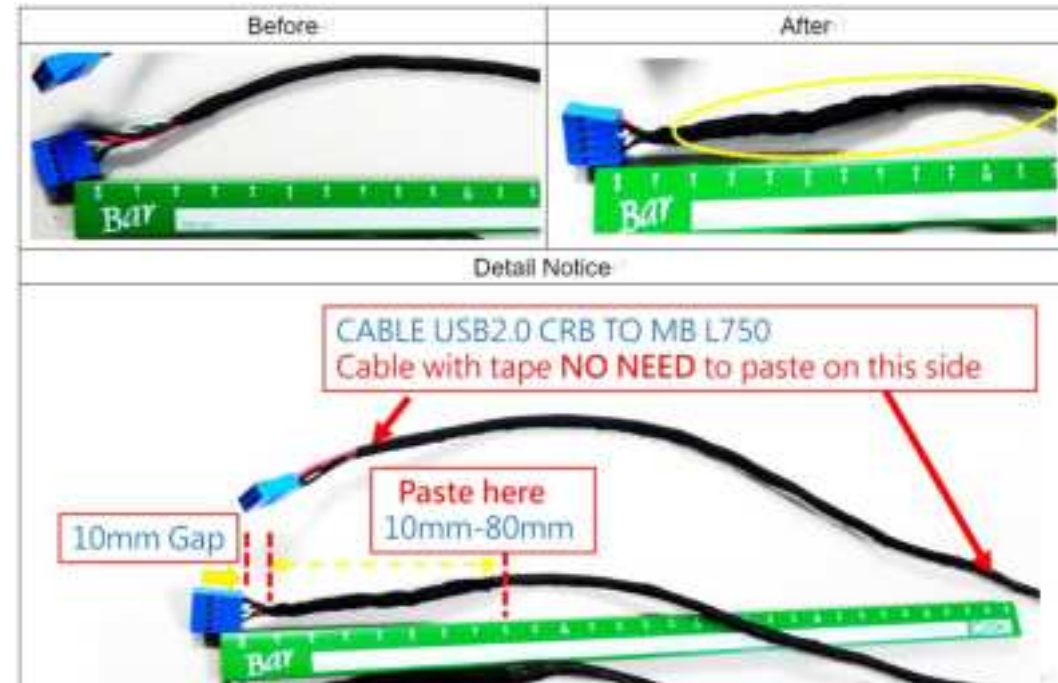 Before
After
Bar
Bar
Detail Notice
CABLE USB2.0 CRB TO MB L750
Cable with tape NO NEED to paste on this side
Paste here
10mm-80mm
10mm Gap
Bar